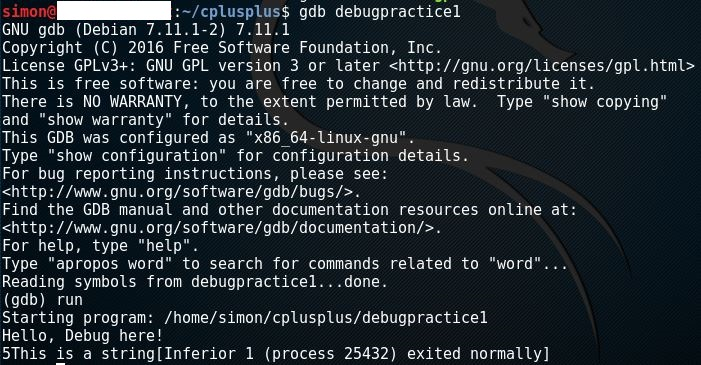 simon@:~/cplusplus$ gdb debugpractice1
GNU gdb (Debian 7.11.1-2) 7.11.1
Copyright (C) 2016 Free Software Foundation, Inc.
License GPLv3+: GNU GPL version 3 or later <http://gnu.org/licenses/gpl.html>
This is free software: you are free to change and redistribute it.
There is NO WARRANTY, to the extent permitted by law.  Type "show copying"
and "show warranty" for details.
This GDB was configured as "x86_64-linux-gnu".
Type "show configuration" for configuration details.
For bug reporting instructions, please see:
<http://www.gnu.org/software/gdb/bugs/>.
Find the GDB manual and other documentation resources online at:
<http://www.gnu.org/software/gdb/documentation/>.
For help, type "help".
Type "apropos word" to search for commands related to "word"...
Reading symbols from debugpractice1...done.
(gdb) run
Starting program: /home/simon/cplusplus/debugpractice1
Hello, Debug here!
5This is a string[Inferior 1 (process 25432) exited normally]